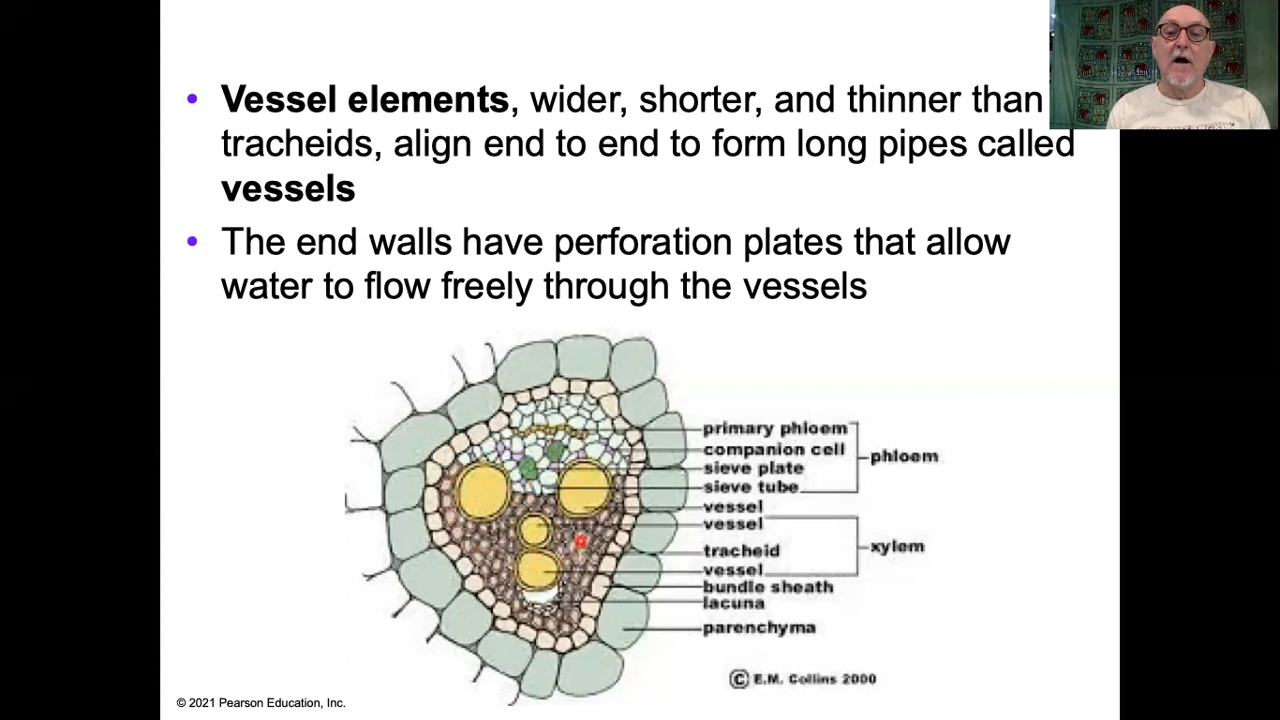 • Vessel elements, wider, shorter, and thinner than
tracheids, align end to end to form long pipes called
vessels
• The end walls have perforation plates that allow
water to flow freely through the vessels
primary phloem
companion cell
phloem
sieve plate
sieve tube
vessel
vessel
xylem
tracheid
vessel
bundle sheath
lacuna
parenchyma
© E.M. Collins 2000
© 2021 Pearson Education, Inc.